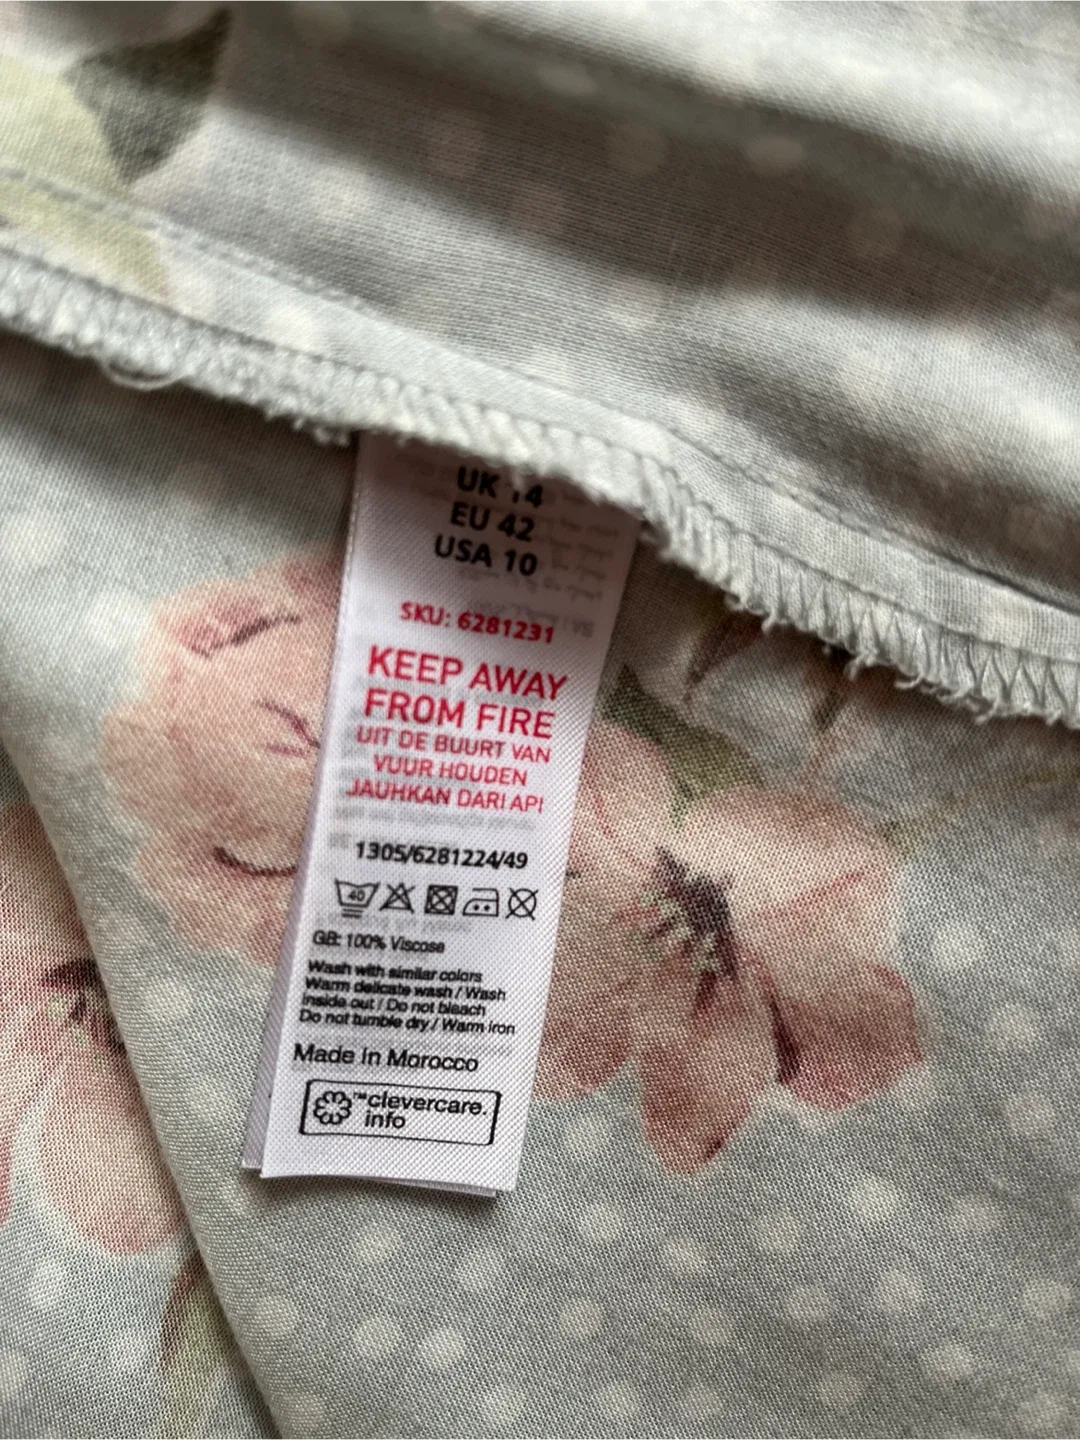 UK 14
EU 42
USA 10
SKU: 6281231
KEEP AWAY
FROM FIRE
UIT DE BUURT VAN
VUUR HOUDEN
JAUHKAN DARI API
1305/6281224/49
40
GB: 100% Viscose
Wash with similar colors
Warm delicate wash / Wash
inside out / Do not bleach
Do not tumble dry / Warm iron
Made in Morocco
™clevercare.
info